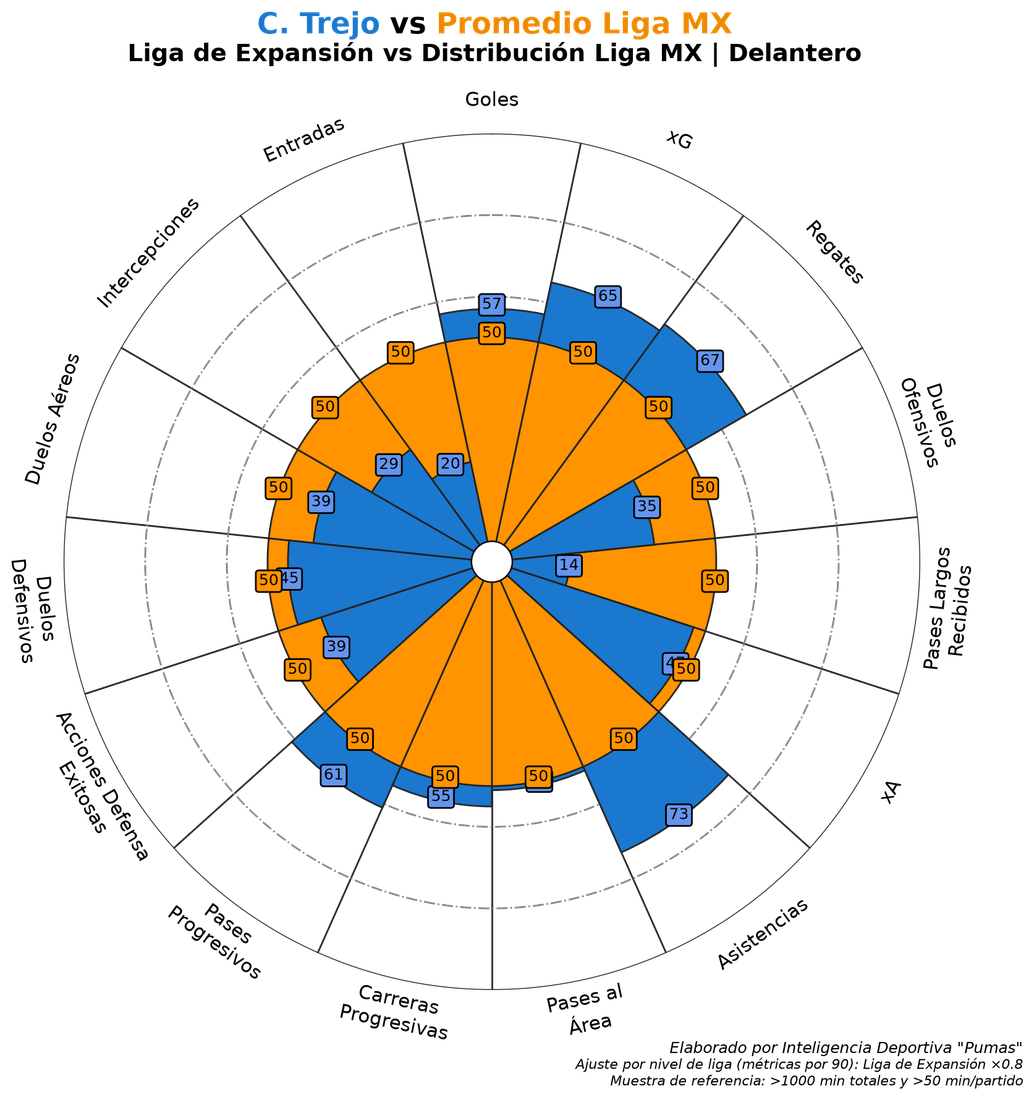 C. Trejo vs Promedio Liga MX
Liga de Expansión vs Distribución Liga MX | Delantero
Goles
xG
Regates
Duelos
Ofensivos
Pases Largos
Recibidos
xA
Asistencias
Pases al
Área
Carreras
Progresivas
Pases
Progresivos
Acciones Defensa
Exitosas
Duelos
Defensivos
Duelos Aéreos
Intercepciones
Entradas
57
50
65
50
67
50
35
50
14
50
50
73
50
50
55
50
61
50
39
50
45
50
39
50
29
50
20
50
Elaborado por Inteligencia Deportiva "Pumas"
Ajuste por nivel de liga (métricas por 90): Liga de Expansión ×0.8
Muestra de referencia: >1000 min totales y >50 min/partido